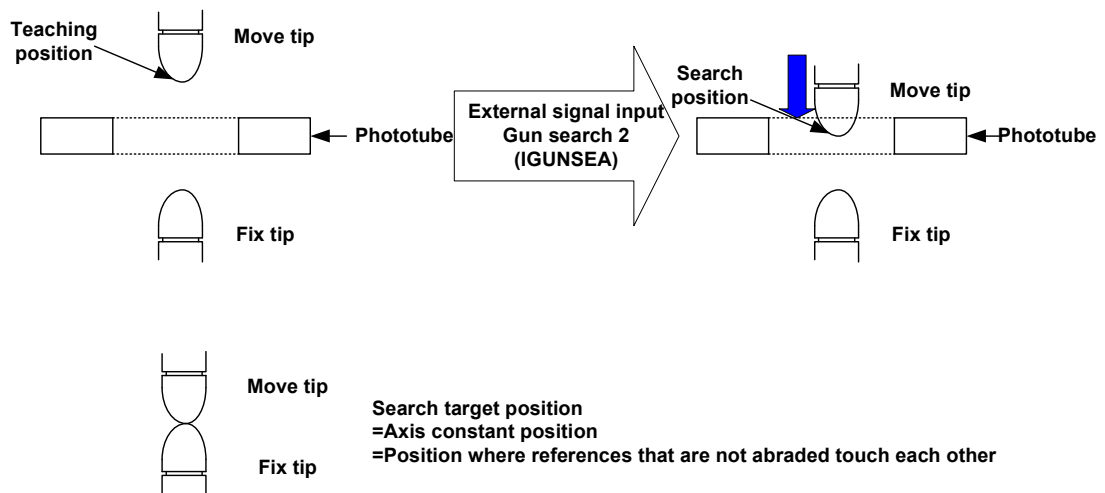 Teaching
position
Move tip
Phototube
Fix tip
External signal input
Gun search 2
(IGUNSEA)
Search
position
Move tip
Phototube
Fix tip
Move tip
Fix tip
Search target position
=Axis constant position
=Position where references that are not abraded touch each other